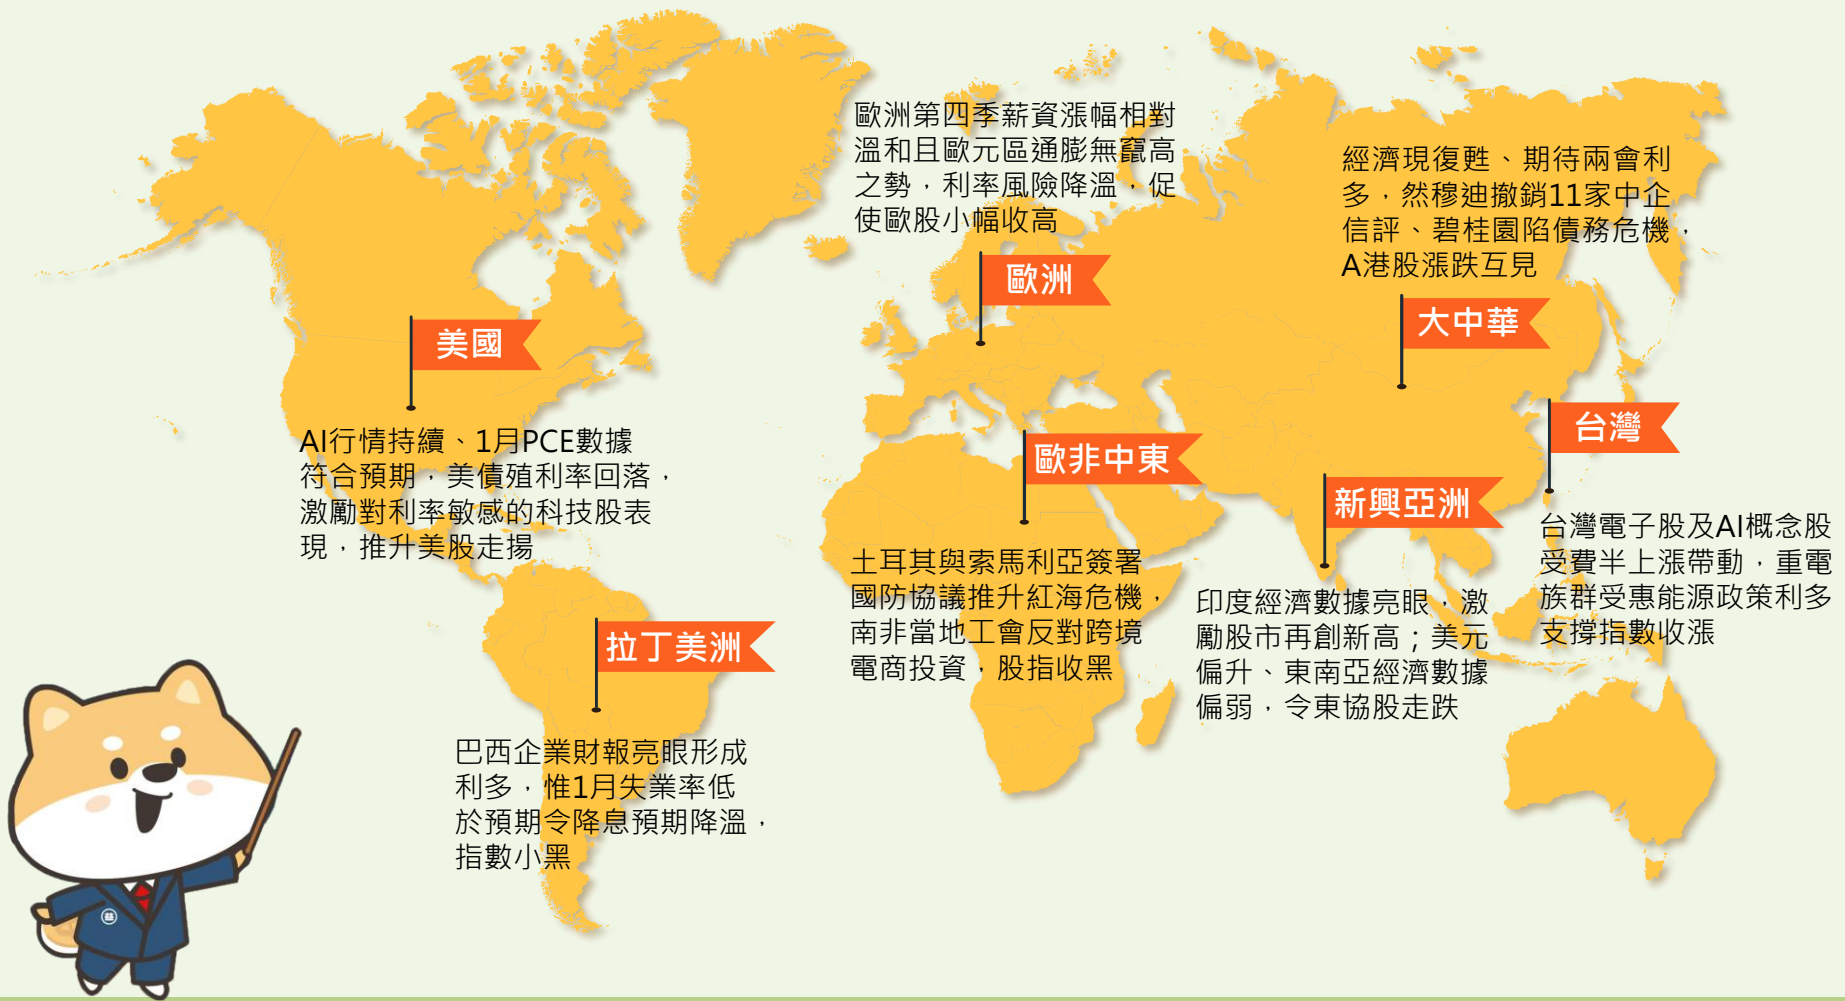 歐洲第四季薪資漲幅相對
溫和且歐元區通膨無竄高
之勢，利率風險降溫，促
使歐股小幅收高
歐洲
經濟現復甦、期待兩會利
多，然穆迪撤銷11家中企
信評、碧桂園陷債務危機，
A港股漲跌互見
大中華
美國
AI行情持續、1月PCE數據
符合預期，美債殖利率回落，
激勵對利率敏感的科技股表
現，推升美股走揚
台灣
台灣電子股及AI概念股
受費半上漲帶動，重電
族群受惠能源政策利多
支撐指數收漲
歐非中東
土耳其與索馬利亞簽署
國防協議推升紅海危機，
南非當地工會反對跨境
電商投資，股指收黑
新興亞洲
印度經濟數據亮眼，激
勵股市再創新高；美元
偏升、東南亞經濟數據
偏弱，令東協股走跌
拉丁美洲
巴西企業財報亮眼形成
利多，惟1月失業率低
於預期令降息預期降溫，
指數小黑